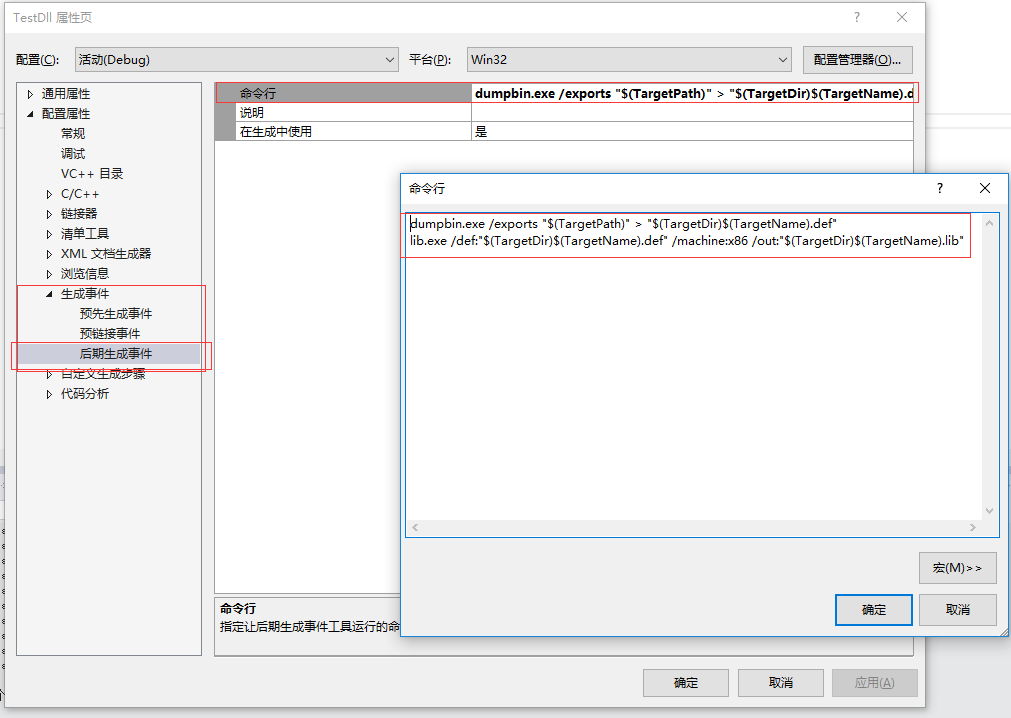 TestDll 属性页
配置(C):
活动(Debug)
平台(P):
Win32
配置管理器(O)...
通用属性
配置属性
常规
调试
VC++ 目录
C/C++
链接器
清单工具
XML 文档生成器
浏览信息
生成事件
预先生成事件
预链接事件
后期生成事件
自定义生成步骤
代码分析
命令行
dumpbin.exe /exports "$(TargetPath)" > "$(TargetDir)$(TargetName).d
说明
在生成中使用
是
命令行
dumpbin.exe /exports "$(TargetPath)" > "$(TargetDir)$(TargetName).def"
lib.exe /def:"$(TargetDir)$(TargetName).def" /machine:x86 /out:"$(TargetDir)$(TargetName).lib"
宏(M)>>
确定
取消
命令行
指定让后期生成事件工具运行的命
确定
取消
应用(A)